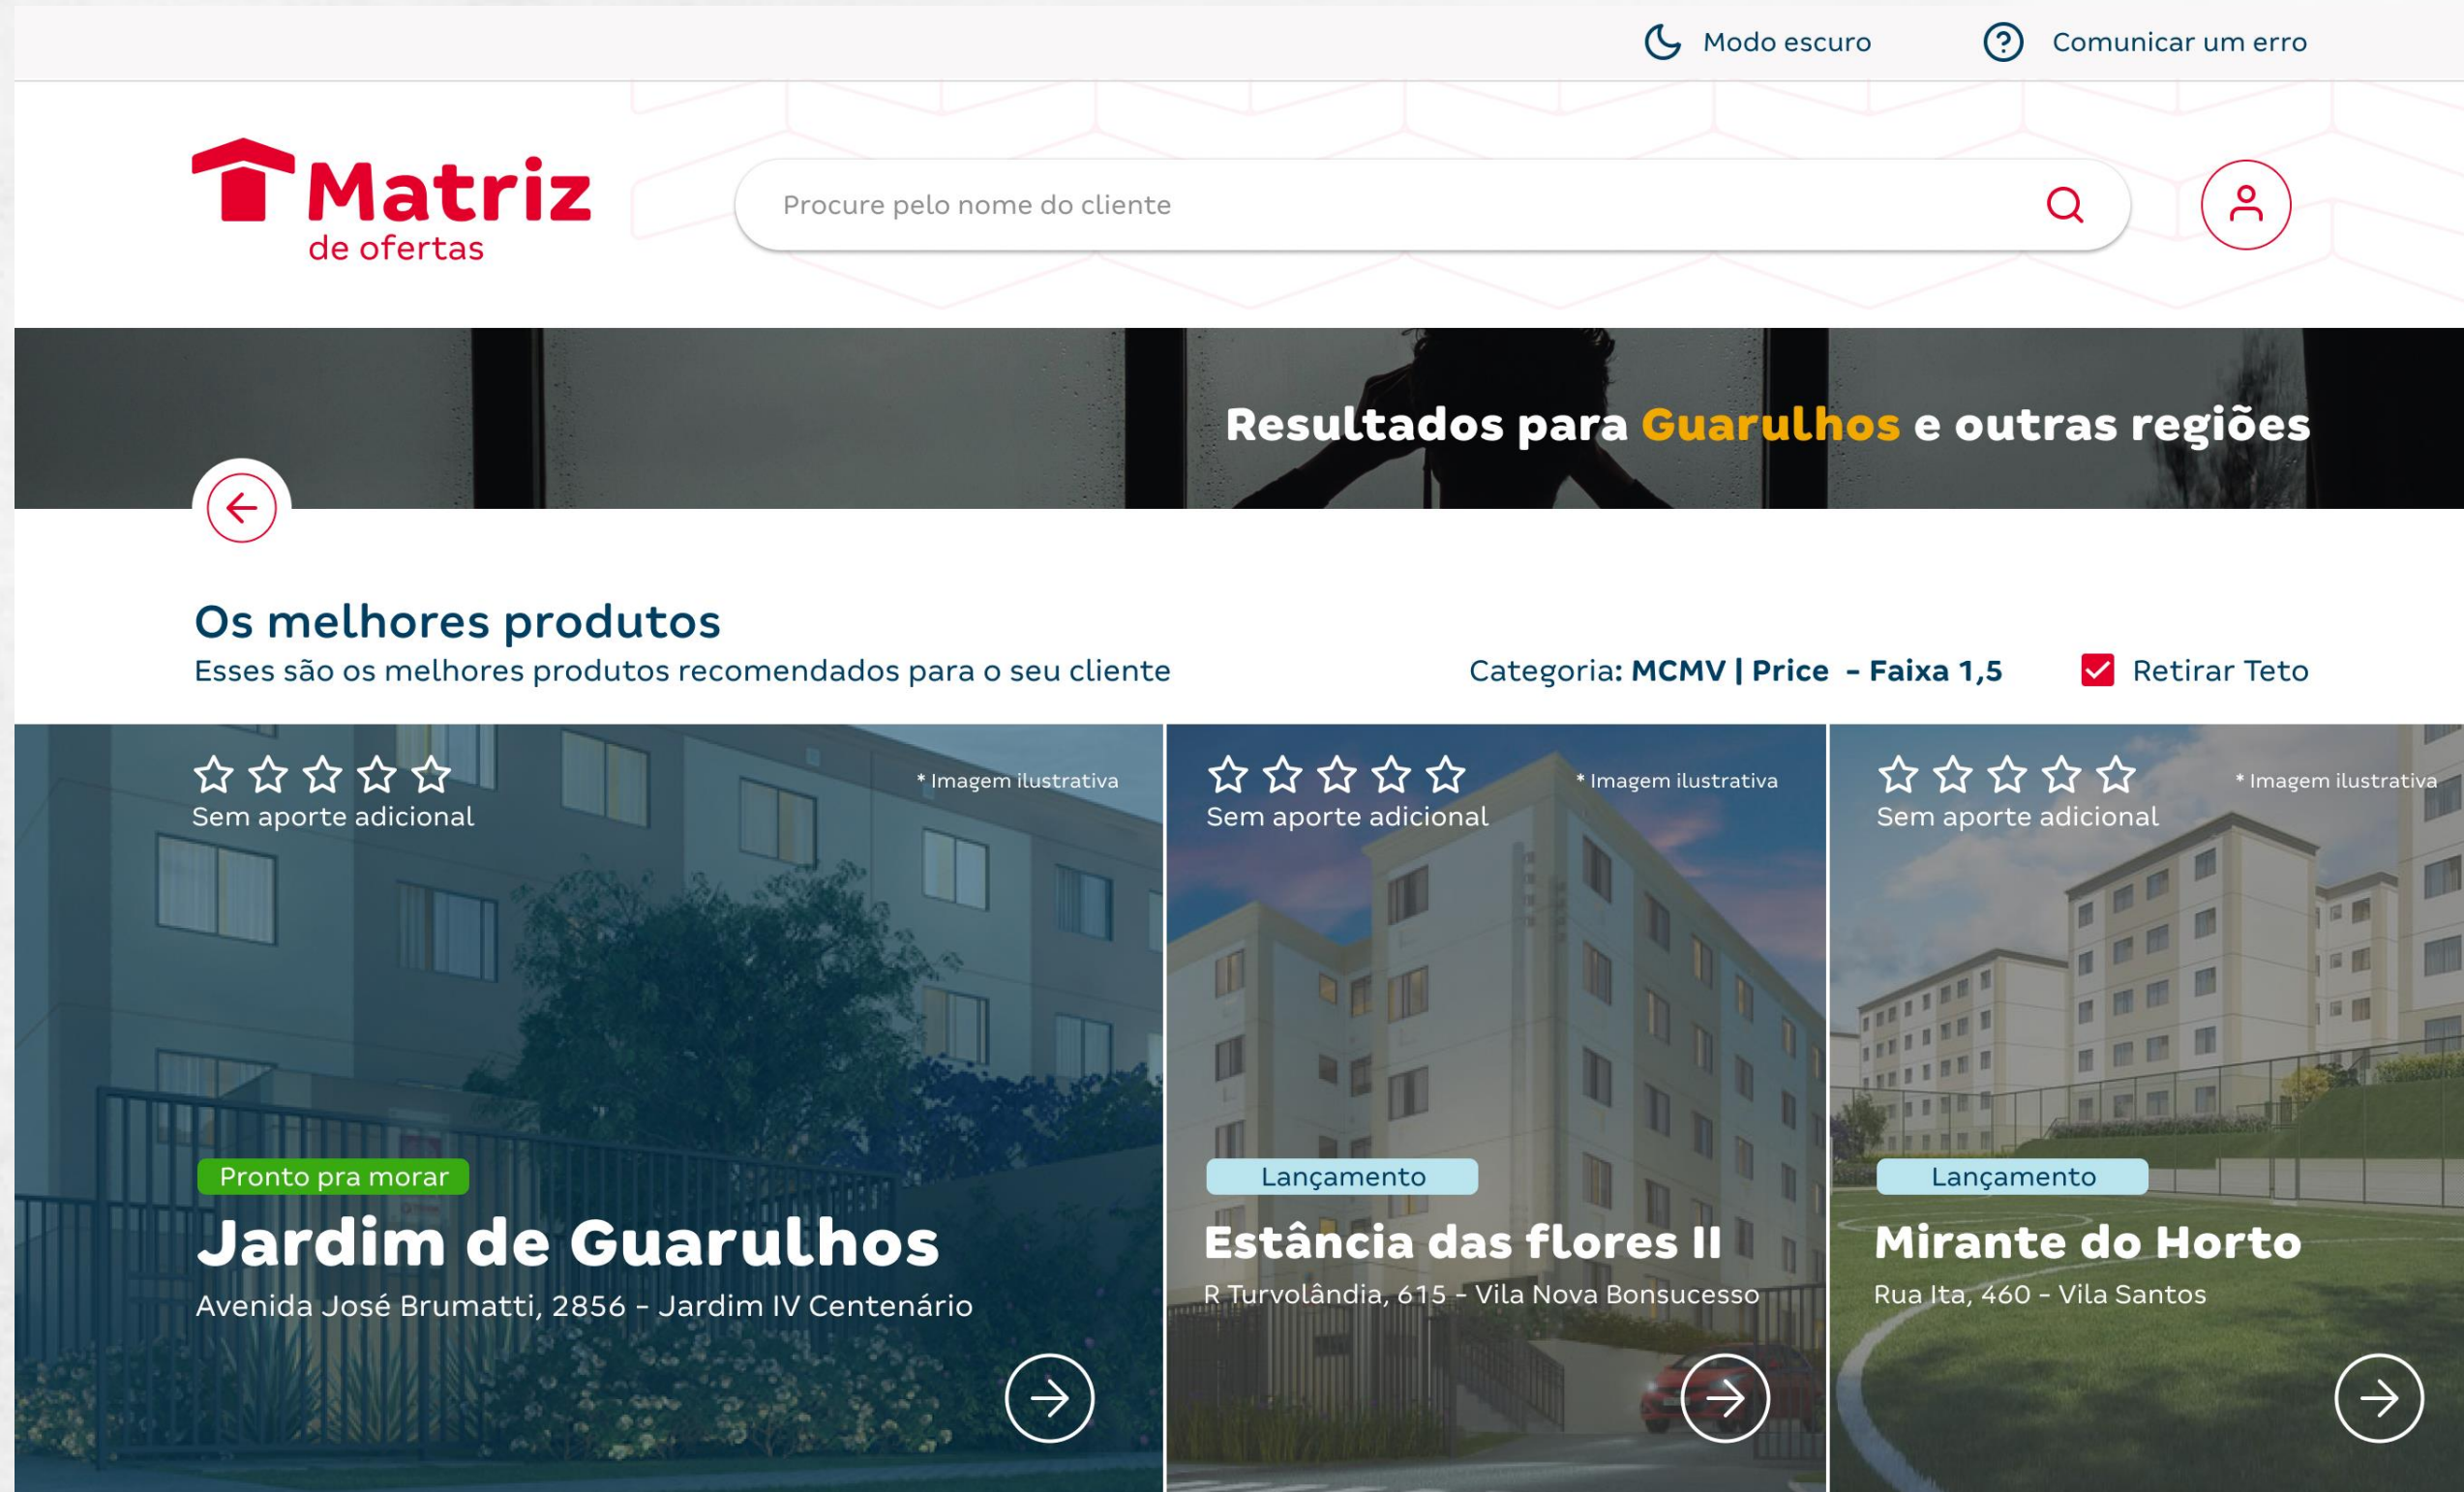 Modo escuro
Comunicar um erro
Matriz
de ofertas
Procure pelo nome do cliente
Resultados para Guarulhos e outras regiões
Os melhores produtos
Esses são os melhores produtos recomendados para o seu cliente
Categoria: MCMV | Price - Faixa 1,5
Retirar Teto
* Imagem ilustrativa
Sem aporte adicional
Pronto pra morar
Jardim de Guarulhos
Avenida José Brumatti, 2856 - Jardim IV Centenário
* Imagem ilustrativa
Sem aporte adicional
Lançamento
Estância das flores II
R Turvolândia, 615 - Vila Nova Bonsucesso
* Imagem ilustrativa
Sem aporte adicional
Lançamento
Mirante do Horto
Rua Ita, 460 - Vila Santos